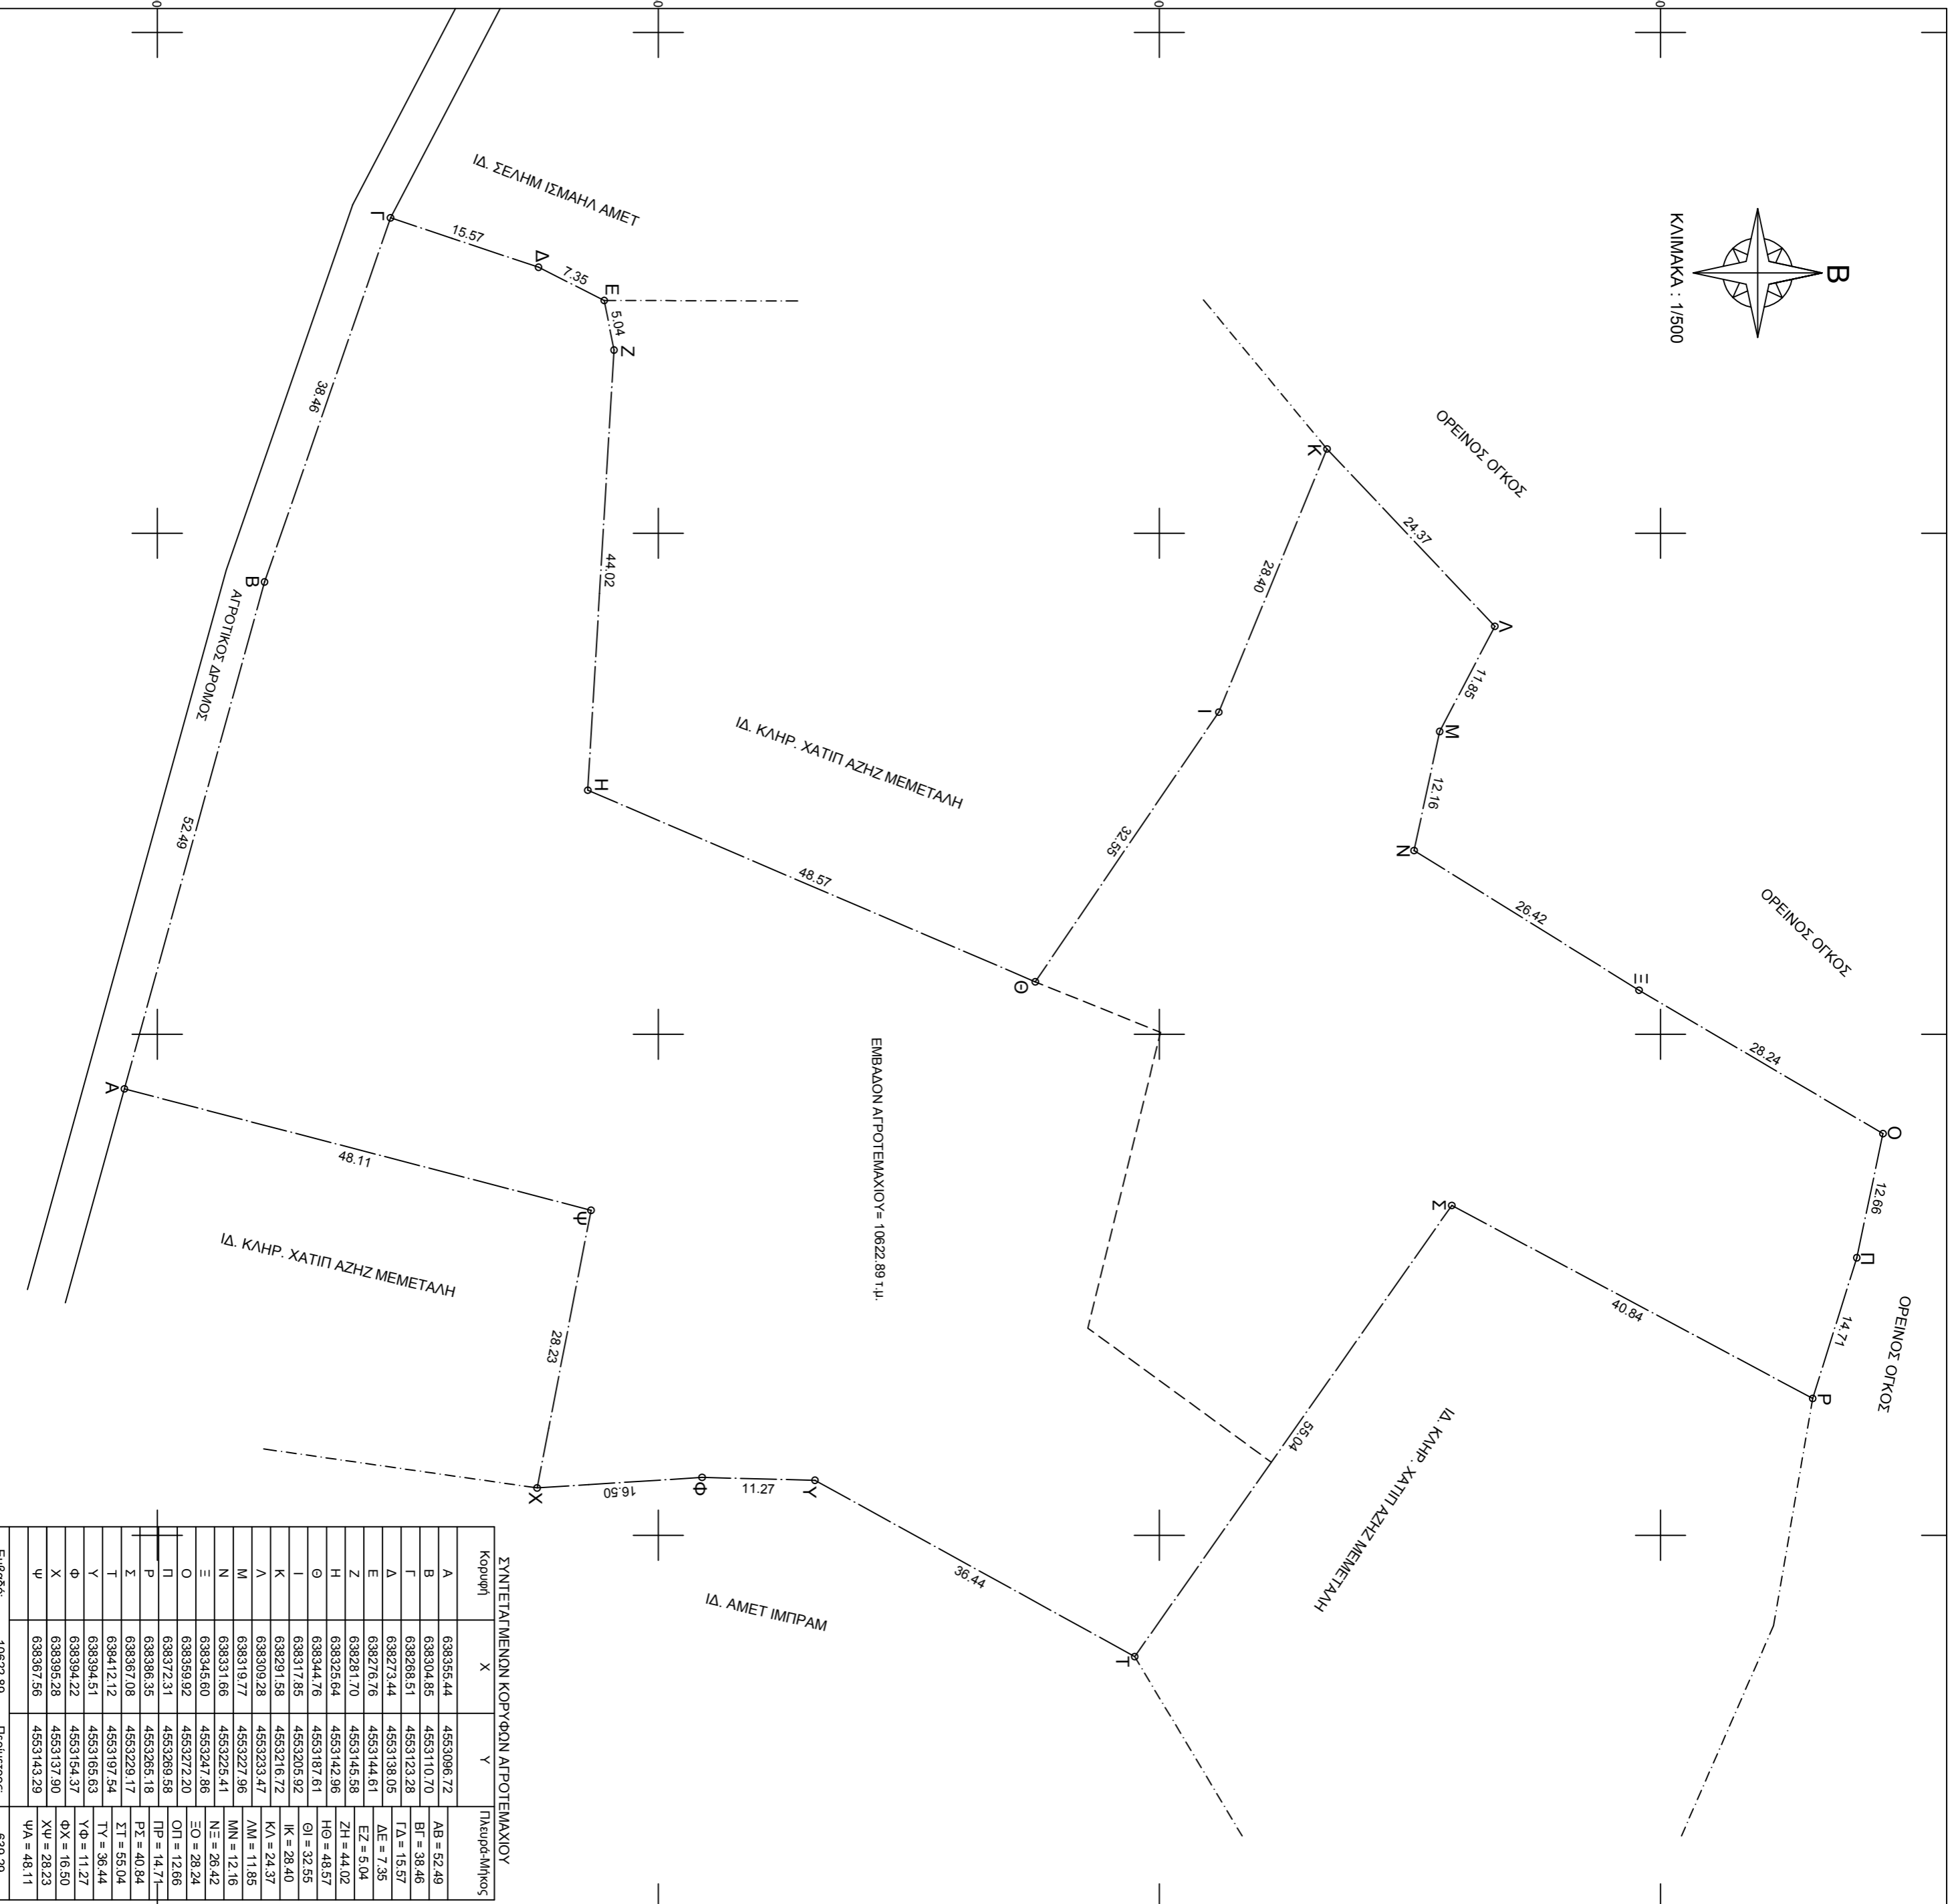 Β
ΚΛΙΜΑΚΑ : 1/500
ΟΡΕΙΝΟΣ ΟΓΚΟΣ
ΟΡΕΙΝΟΣ ΟΓΚΟΣ
ΟΡΕΙΝΟΣ ΟΓΚΟΣ
Ο
12.66
Π
14.71
Ρ
28.24
Ξ
26.42
40.84
Λ
24.37
11.85
Μ
12.16
Ν
Σ
Κ
28.40
Ι
32.55
Θ
55.04
ΙΔ. ΚΛΗΡ. ΧΑΤΙΠ ΑΖΗΖ ΜΕΜΕΤΑΛΗ
Τ
36.44
ΙΔ. ΚΛΗΡ. ΧΑΤΙΠ ΑΖΗΖ ΜΕΜΕΤΑΛΗ
ΕΜΒΑΔΟΝ ΑΓΡΟΤΕΜΑΧΙΟΥ= 10622.89 τ.μ.
48.57
Υ
11.27
Φ
16.50
Χ
ΙΔ. ΑΜΕΤ ΙΜΠΡΑΜ
ΙΔ. ΣΕΛΗΜ ΙΣΜΑΗΛ ΑΜΕΤ
Ε
5.04
Ζ
44.02
Η
7.35
Δ
15.57
Γ
38.46
Β
52.49
ΑΓΡΟΤΙΚΟΣ ΔΡΟΜΟΣ
Α
48.11
Ψ
28.23
ΙΔ. ΚΛΗΡ. ΧΑΤΙΠ ΑΖΗΖ ΜΕΜΕΤΑΛΗ
ΣΥΝΤΕΤΑΓΜΕΝΩΝ ΚΟΡΥΦΩΝ ΑΓΡΟΤΕΜΑΧΙΟΥ
Κορυφή X Y Πλευρά-Μήκος
Α 638355.44 4553096.72
ΑΒ = 52.49
Β 638304.85 4553110.70
ΒΓ = 38.46
Γ 638268.51 4553123.28
ΓΔ = 15.57
Δ 638273.44 4553138.05
ΔΕ = 7.35
Ε 638276.76 4553144.61
ΕΖ = 5.04
Ζ 638281.70 4553145.58
ΖΗ = 44.02
Η 638325.64 4553142.96
ΗΘ = 48.57
Θ 638344.76 4553187.61
ΘΙ = 32.55
Ι 638317.85 4553205.92
ΙΚ = 28.40
Κ 638291.58 4553216.72
ΚΛ = 24.37
Λ 638309.28 4553233.47
ΛΜ = 11.85
Μ 638319.77 4553227.96
ΜΝ = 12.16
Ν 638331.66 4553225.41
ΝΞ = 26.42
Ξ 638345.60 4553247.86
ΞΟ = 28.24
Ο 638359.92 4553272.20
ΟΠ = 12.66
Π 638372.31 4553269.58
ΠΡ = 14.71
Ρ 638386.35 4553265.18
ΡΣ = 40.84
Σ 638367.08 4553229.17
ΣΤ = 55.04
Τ 638412.12 4553197.54
ΤΥ = 36.44
Υ 638394.51 4553165.63
ΥΦ = 11.27
Φ 638394.22 4553154.37
ΦΧ = 16.50
Χ 638395.28 4553137.90
ΧΨ = 28.23
Ψ 638367.56 4553143.29
ΨΑ = 48.11